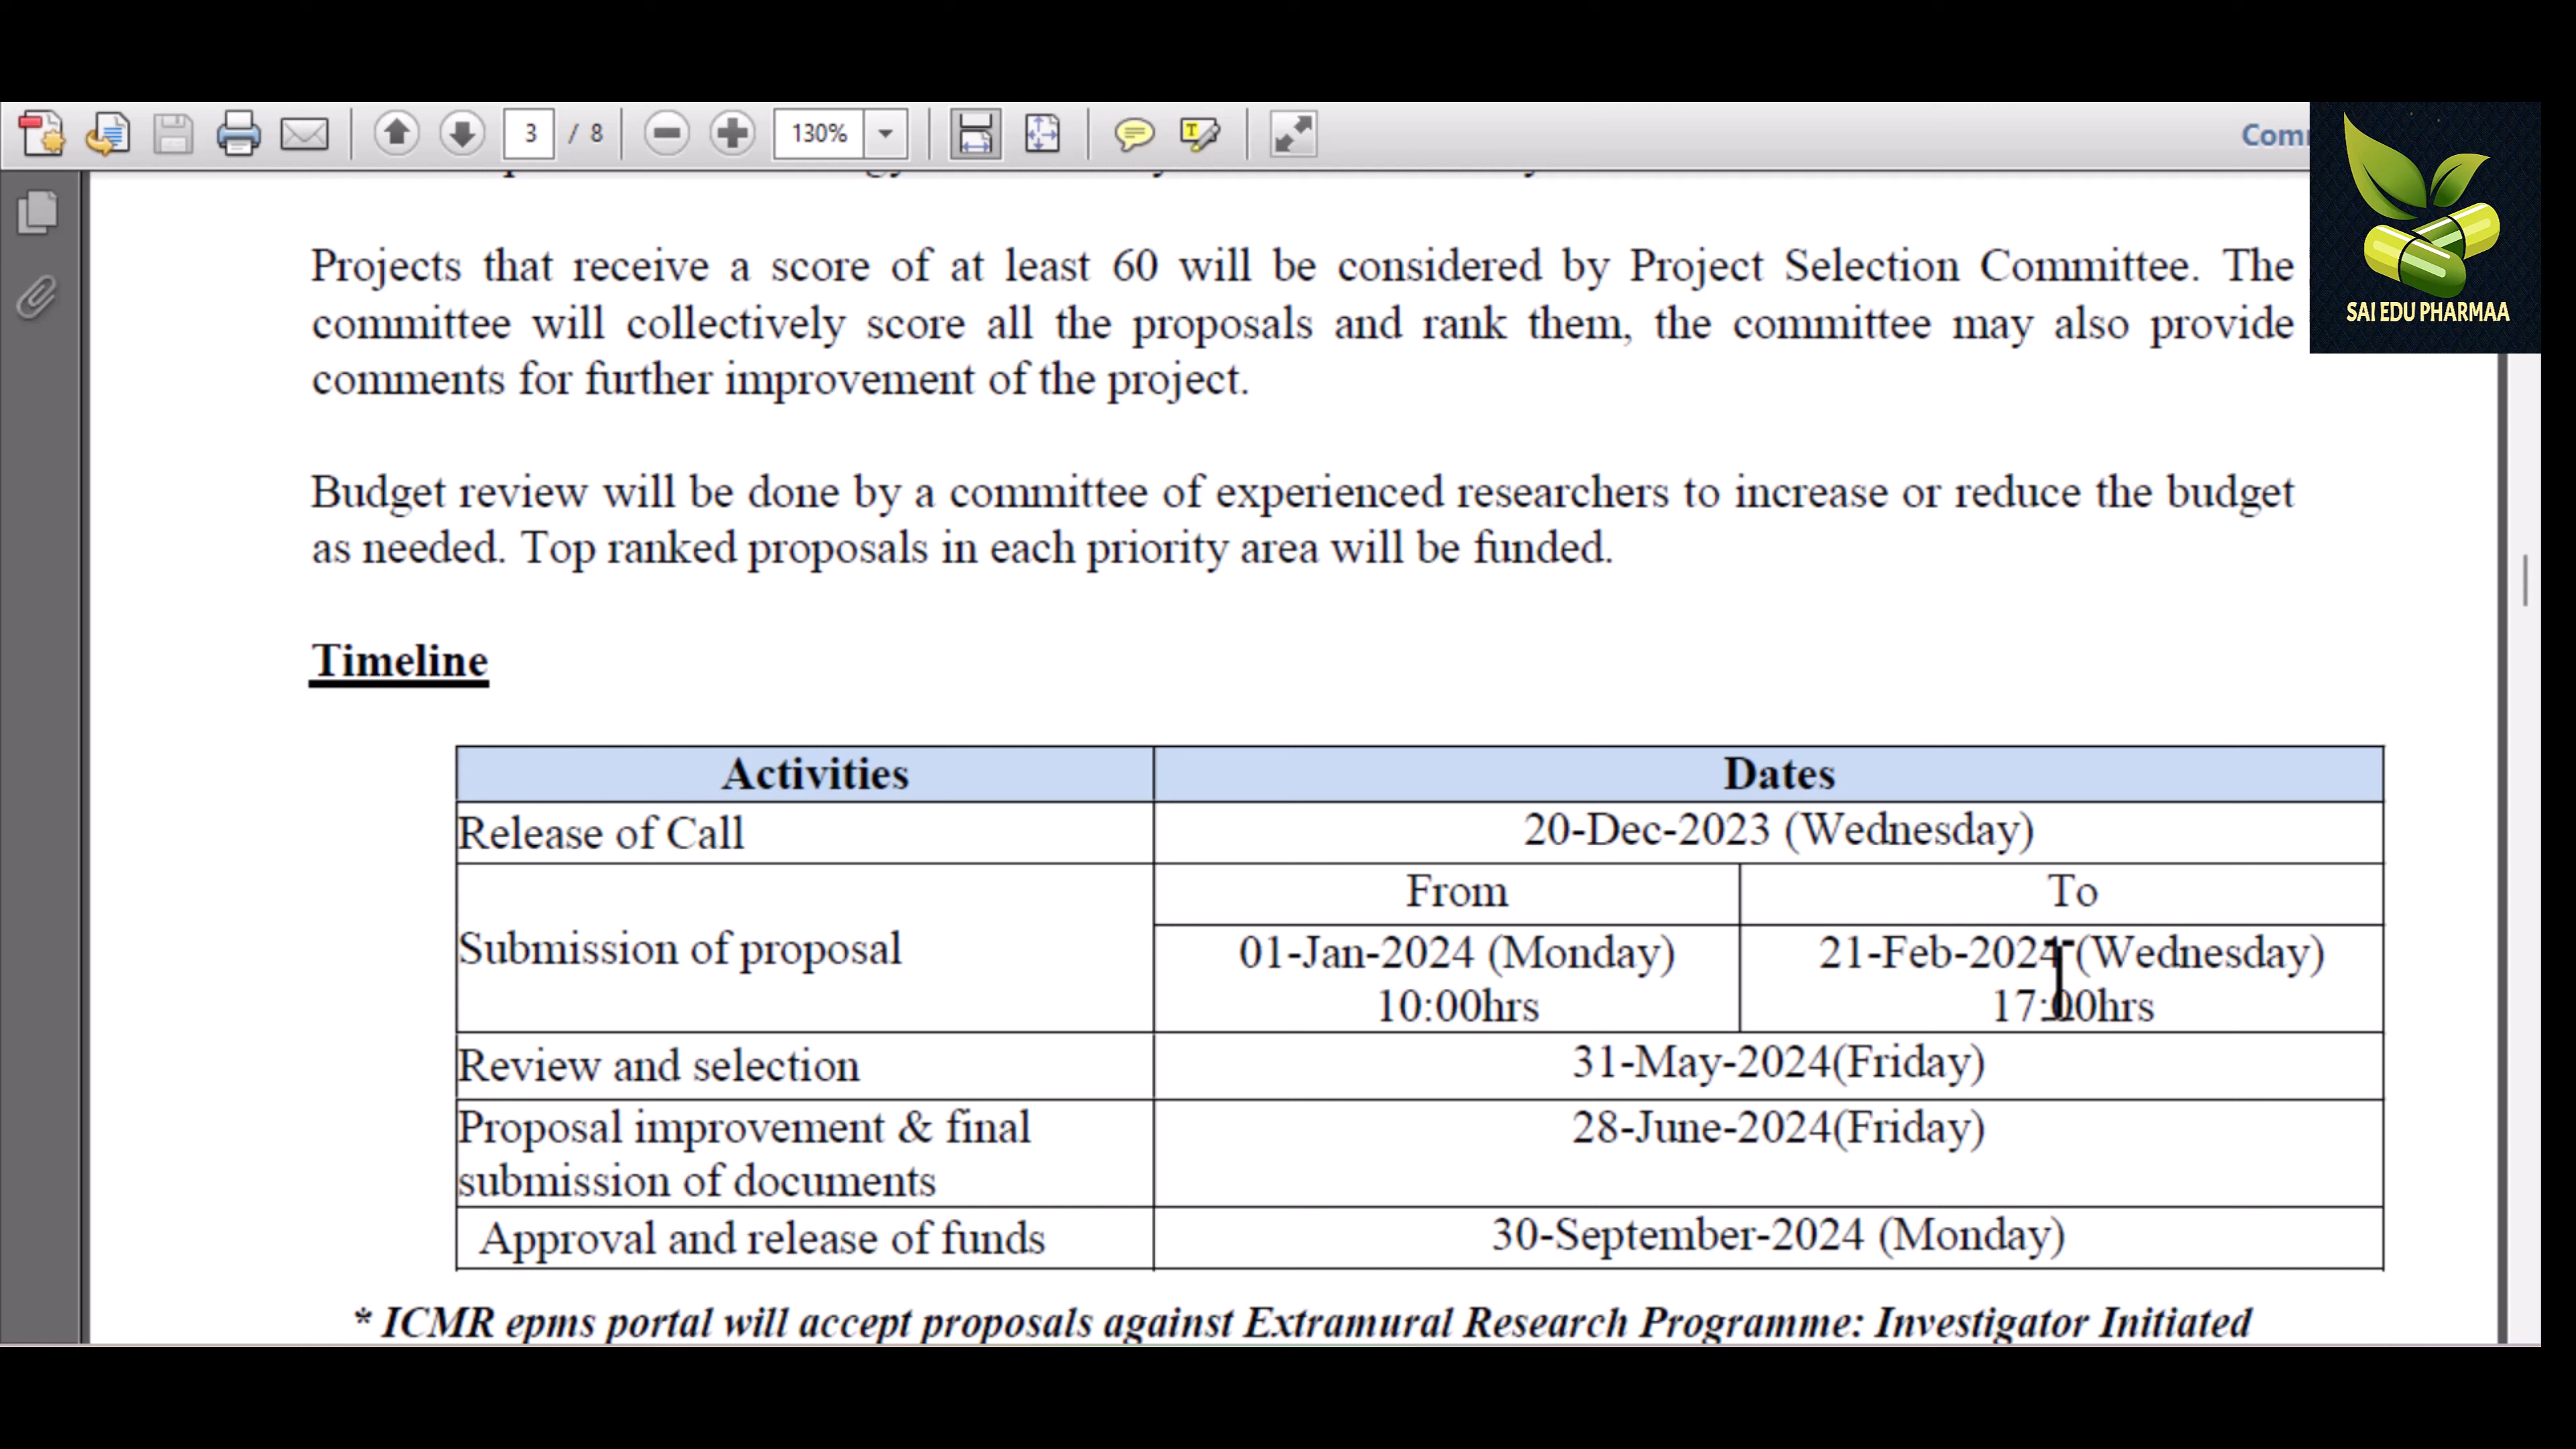 3 / 8
130%
Com
SAI EDU PHARMAA
Projects that receive a score of at least 60 will be considered by Project Selection Committee. The
committee will collectively score all the proposals and rank them, the committee may also provide
comments for further improvement of the project.
Budget review will be done by a committee of experienced researchers to increase or reduce the budget
as needed. Top ranked proposals in each priority area will be funded.
Timeline
Activities Dates
Release of Call 20-Dec-2023 (Wednesday)
From To
Submission of proposal 01-Jan-2024 (Monday) 21-Feb-2024 (Wednesday)
10:00hrs 17:00hrs
Review and selection 31-May-2024(Friday)
Proposal improvement & final 28-June-2024(Friday)
submission of documents
Approval and release of funds 30-September-2024 (Monday)
* ICMR epms portal will accept proposals against Extramural Research Programme: Investigator Initiated